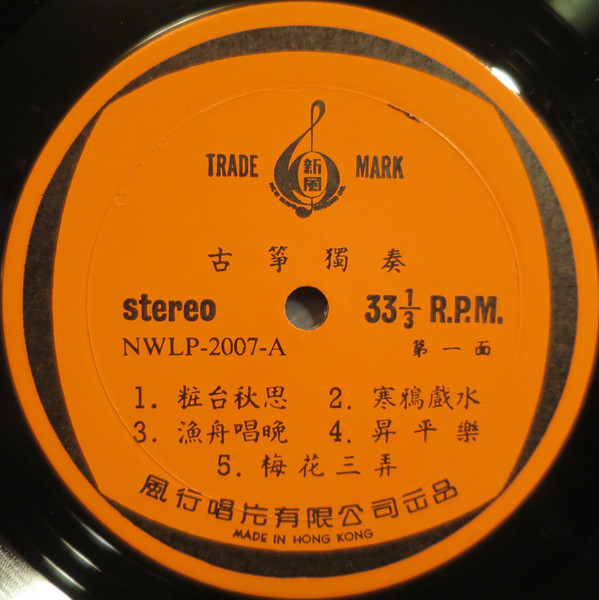 TRADE MARK
新風
古箏獨奏
stereo 33⅓ R.P.M.
NWLP-2007-A 第一面
1. 粧台秋思 2. 寒鴉戲水
3. 漁舟唱晚 4. 昇平樂
5. 梅花三弄
風行唱片有限公司出品
MADE IN HONG KONG